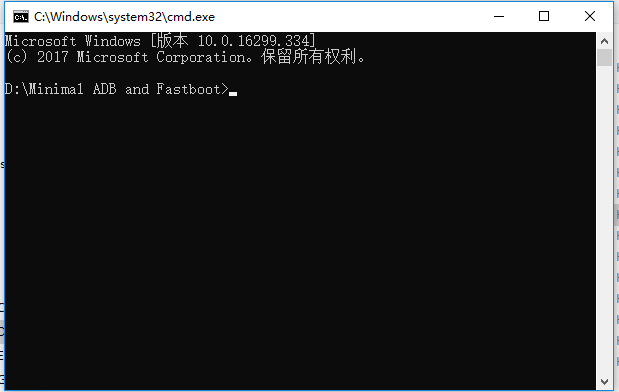 C:\Windows\system32\cmd.exe
Microsoft Windows [版本 10.0.16299.334]
(c) 2017 Microsoft Corporation。保留所有权利。
D:\Minimal ADB and Fastboot>